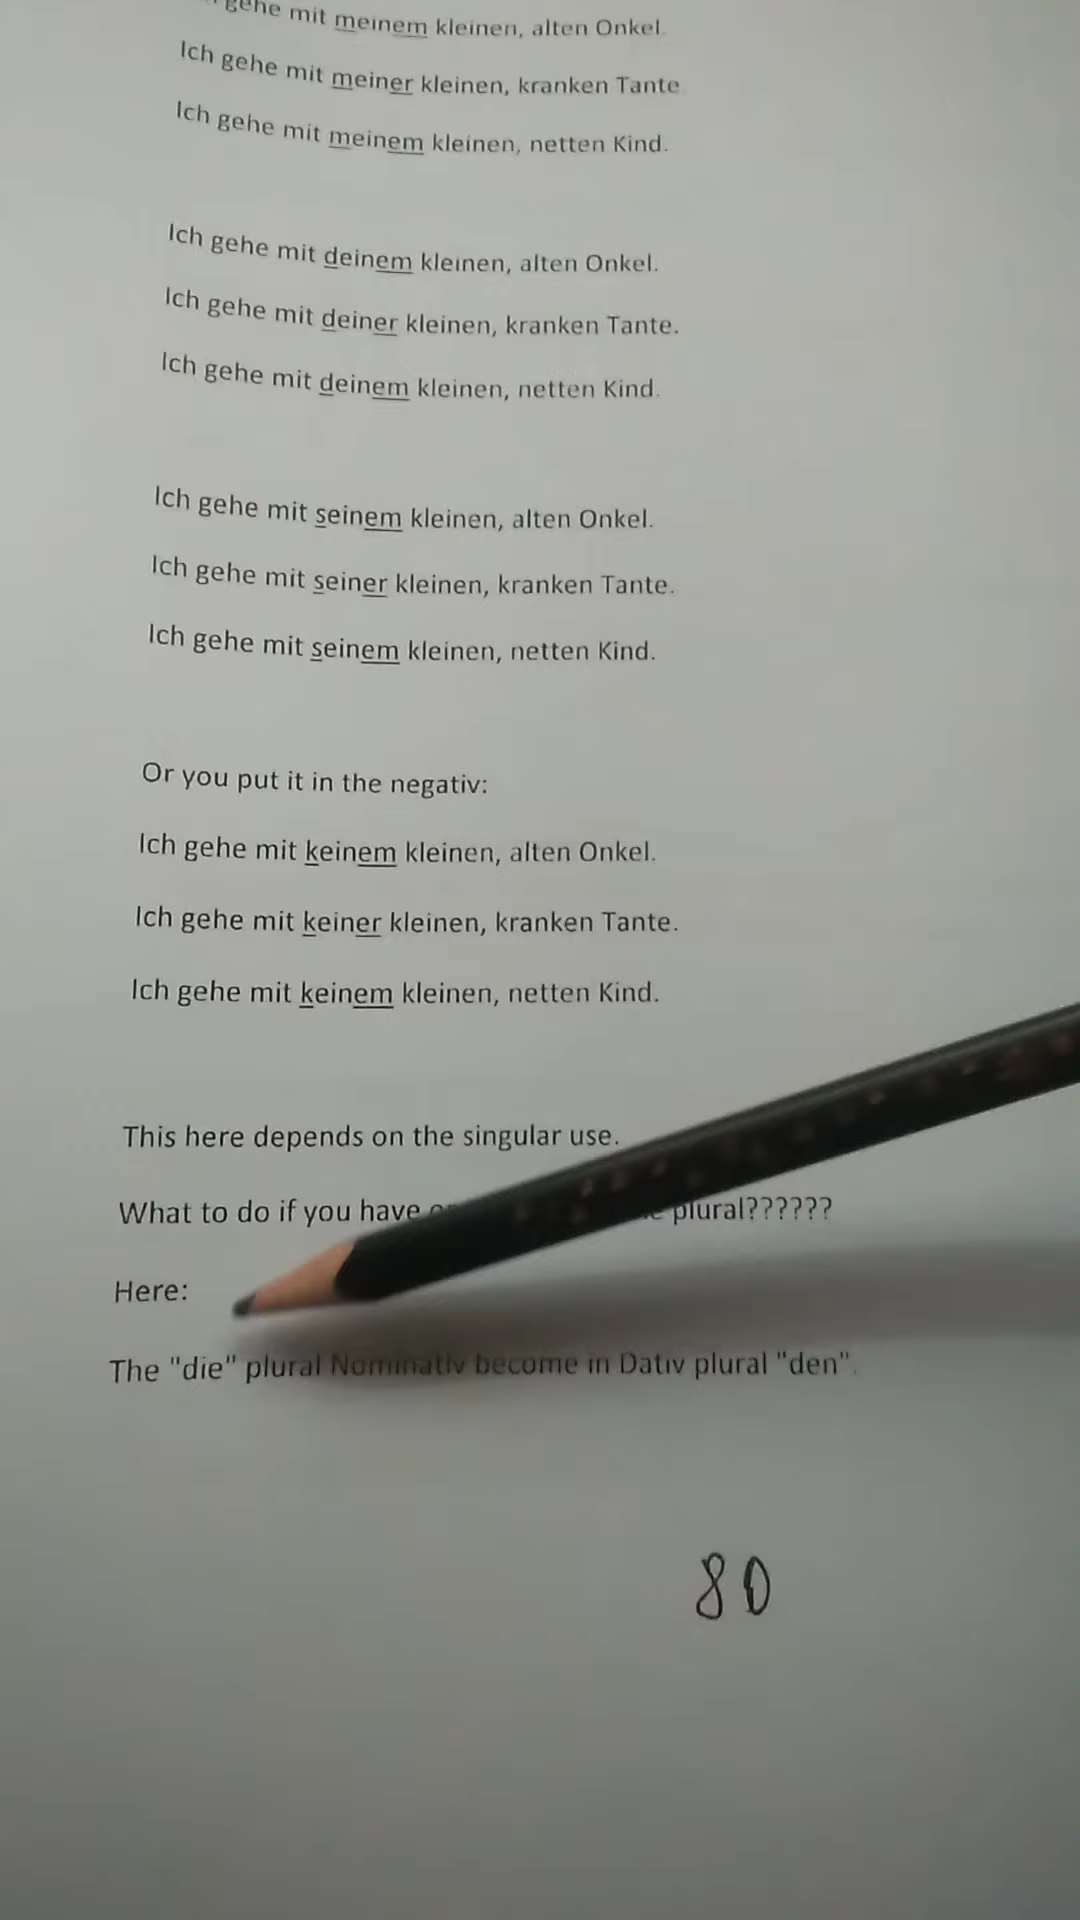 gehe mit meinem kleinen, alten Onkel.
Ich gehe mit meiner kleinen, kranken Tante
Ich gehe mit meinem kleinen, netten Kind.
Ich gehe mit deinem kleinen, alten Onkel.
Ich gehe mit deiner kleinen, kranken Tante.
Ich gehe mit deinem kleinen, netten Kind.
Ich gehe mit seinem kleinen, alten Onkel.
Ich gehe mit seiner kleinen, kranken Tante.
Ich gehe mit seinem kleinen, netten Kind.
Or you put it in the negativ:
Ich gehe mit keinem kleinen, alten Onkel.
Ich gehe mit keiner kleinen, kranken Tante.
Ich gehe mit keinem kleinen, netten Kind.
This here depends on the singular use.
What to do if you have plural??????
Here:
The "die" plural Nominativ become in Dativ plural "den".
80